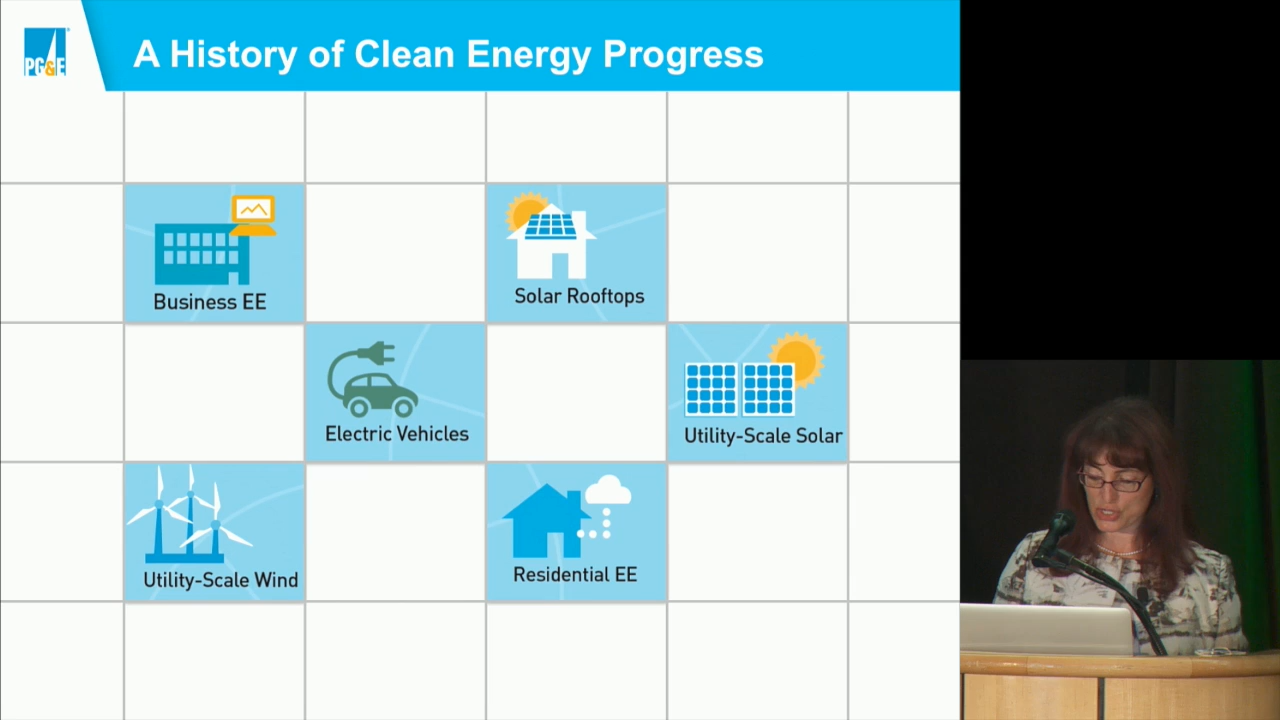 PG&E
A History of Clean Energy Progress
Business EE
Solar Rooftops
Electric Vehicles
Utility-Scale Solar
Utility-Scale Wind
Residential EE